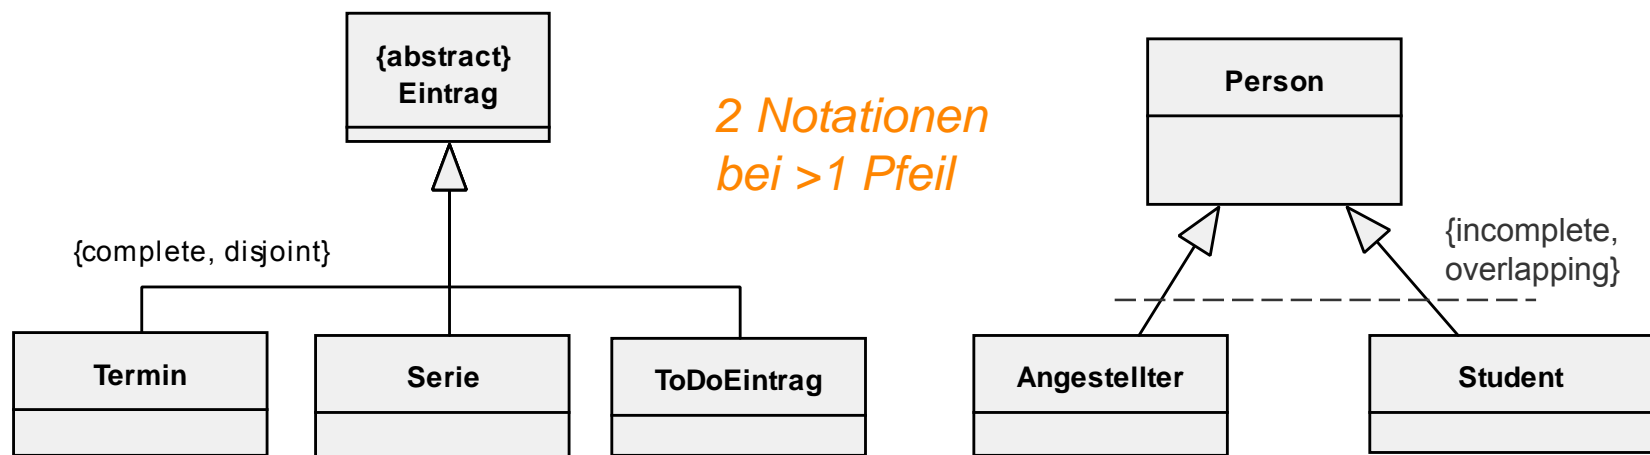 {abstract}
Eintrag
2 Notationen
bei >1 Pfeil
Person
{complete, disjoint}
{incomplete,
overlapping}
Termin
Serie
ToDoEintrag
Angestellter
Student